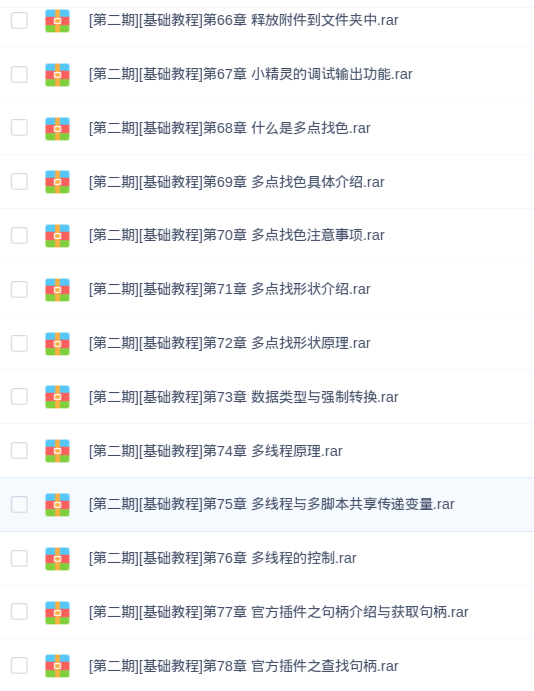 [第二期][基础教程]第66章 释放附件到文件夹中.rar
[第二期][基础教程]第67章 小精灵的调试输出功能.rar
[第二期][基础教程]第68章 什么是多点找色.rar
[第二期][基础教程]第69章 多点找色具体介绍.rar
[第二期][基础教程]第70章 多点找色注意事项.rar
[第二期][基础教程]第71章 多点找形状介绍.rar
[第二期][基础教程]第72章 多点找形状原理.rar
[第二期][基础教程]第73章 数据类型与强制转换.rar
[第二期][基础教程]第74章 多线程原理.rar
[第二期][基础教程]第75章 多线程与多脚本共享传递变量.rar
[第二期][基础教程]第76章 多线程的控制.rar
[第二期][基础教程]第77章 官方插件之句柄介绍与获取句柄.rar
[第二期][基础教程]第78章 官方插件之查找句柄.rar